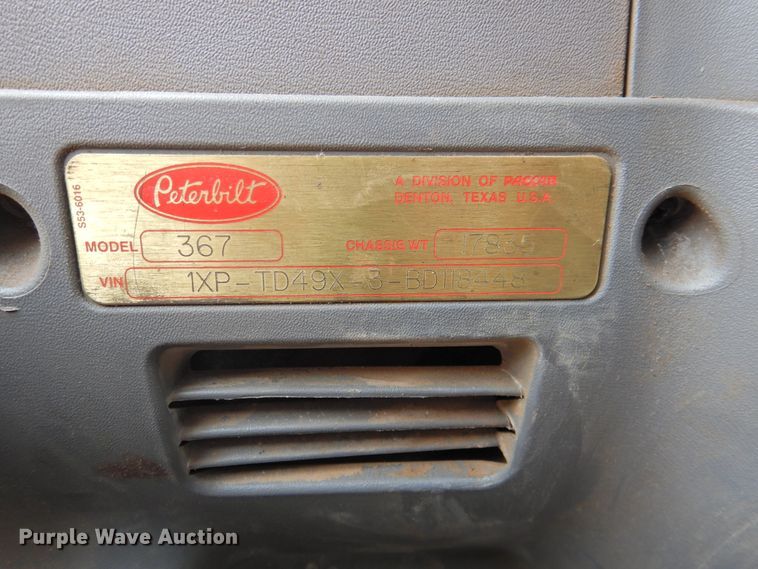 Peterbilt
A DIVISION OF PACCAR
DENTON, TEXAS U.S.A.
S53-6016
MODEL 367 CHASSIS WT 17835
VIN 1XP-TD49X-3-BD118448
Purple Wave Auction